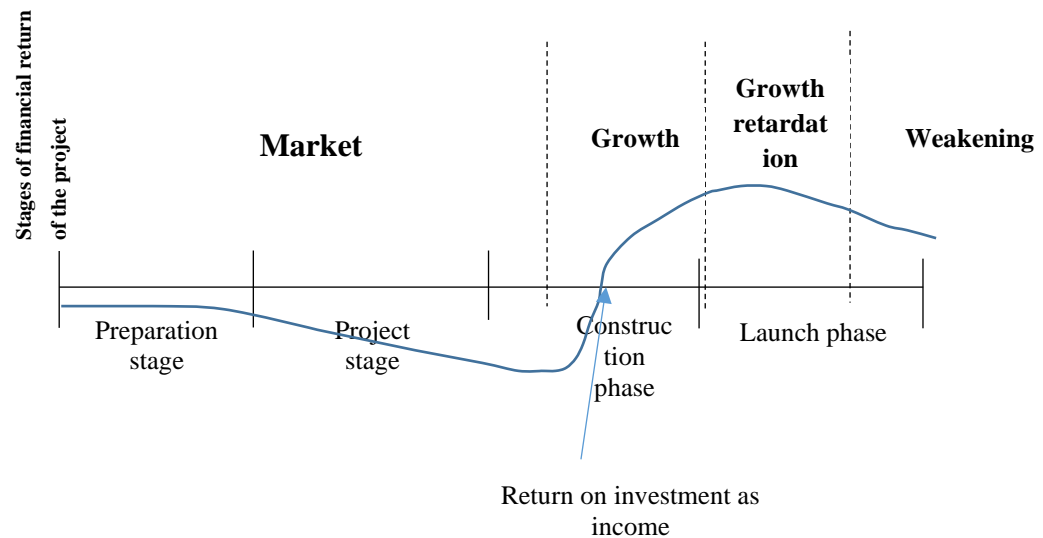 Stages of financial return
of the project
Market
Growth
Growth
retardat
ion
Weakening
Preparation
stage
Project
stage
Construc
tion
phase
Launch phase
Return on investment as
income